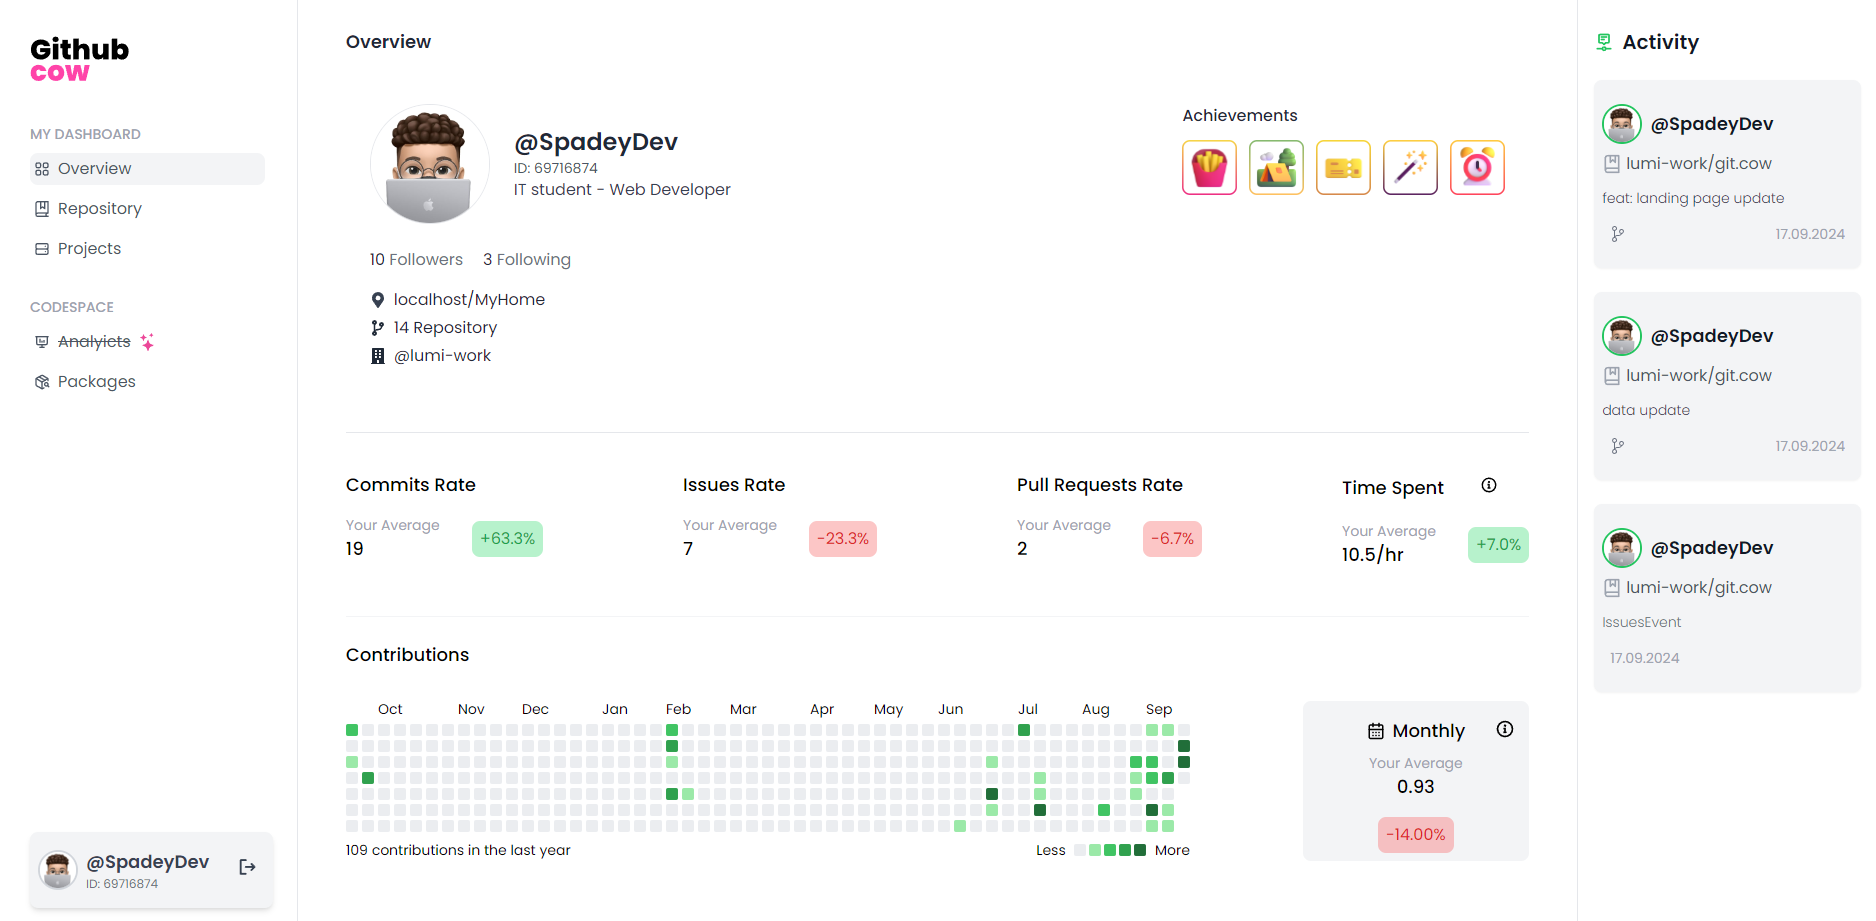 Github
cow
MY DASHBOARD
Overview
Repository
Projects
CODESPACE
Analyicts
Packages
@SpadeyDev
ID: 69716874
Overview
@SpadeyDev
ID: 69716874
IT student - Web Developer
Achievements
10 Followers 3 Following
localhost/MyHome
14 Repository
@lumi-work
Commits Rate
Your Average
19
+63.3%
Issues Rate
Your Average
7
-23.3%
Pull Requests Rate
Your Average
2
-6.7%
Time Spent
Your Average
10.5/hr
+7.0%
Contributions
Oct Nov Dec Jan Feb Mar Apr May Jun Jul Aug Sep
109 contributions in the last year
Less More
Monthly
Your Average
0.93
-14.00%
Activity
@SpadeyDev
lumi-work/git.cow
feat: landing page update
17.09.2024
@SpadeyDev
lumi-work/git.cow
data update
17.09.2024
@SpadeyDev
lumi-work/git.cow
IssuesEvent
17.09.2024